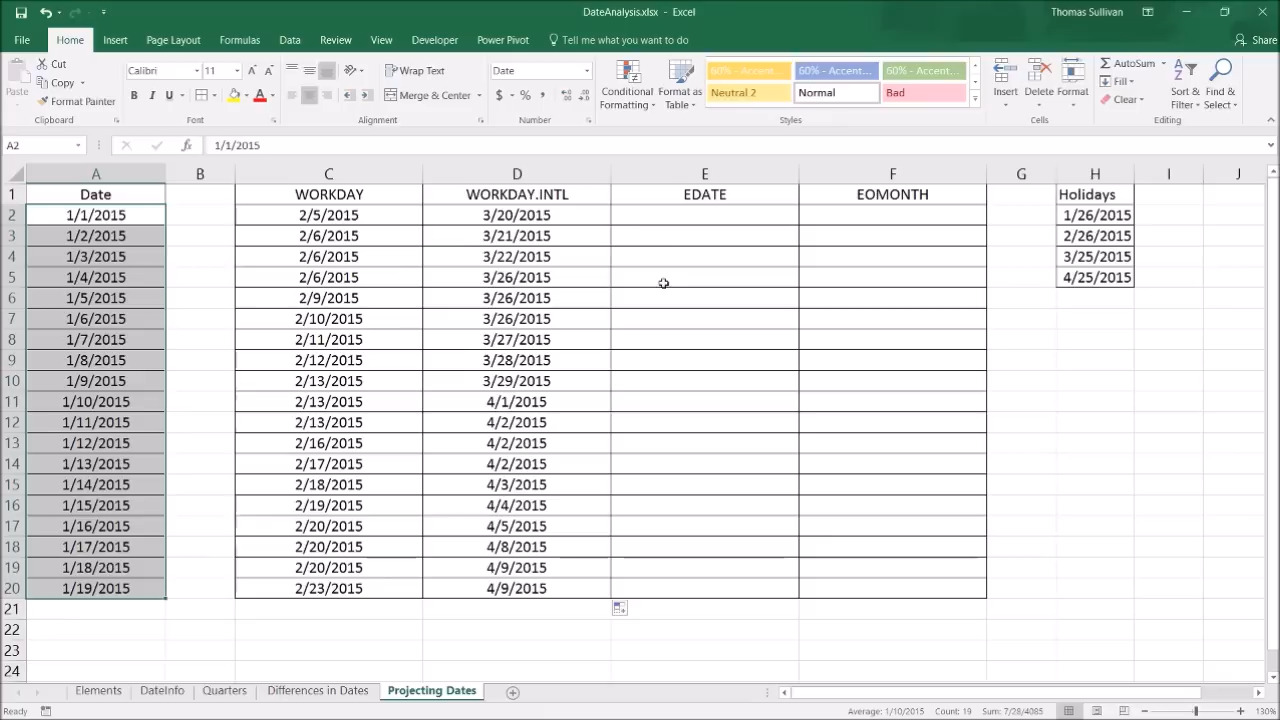 DateAnalysis.xlsx - Excel
Thomas Sullivan
File Home Insert Page Layout Formulas Data Review View Developer Power Pivot Tell me what you want to do Share
Paste
Cut
Copy
Format Painter
Clipboard
Calibri 11 A A
B I U A
Font
Wrap Text
Merge & Center
Alignment
Date
$ % ,
Number
Conditional Formatting
Format as Table
60% - Accent... 60% - Accent... 60% - Accent...
Neutral 2 Normal Bad
Styles
Insert Delete Format
Cells
AutoSum
Fill
Clear
Sort & Filter
Find & Select
Editing
A2 fx 1/1/2015
A B C D E F G H I J
1 Date WORKDAY WORKDAY.INTL EDATE EOMONTH Holidays
2 1/1/2015 2/5/2015 3/20/2015 1/26/2015
3 1/2/2015 2/6/2015 3/21/2015 2/26/2015
4 1/3/2015 2/6/2015 3/22/2015 3/25/2015
5 1/4/2015 2/6/2015 3/26/2015 4/25/2015
6 1/5/2015 2/9/2015 3/26/2015
7 1/6/2015 2/10/2015 3/26/2015
8 1/7/2015 2/11/2015 3/27/2015
9 1/8/2015 2/12/2015 3/28/2015
10 1/9/2015 2/13/2015 3/29/2015
11 1/10/2015 2/13/2015 4/1/2015
12 1/11/2015 2/13/2015 4/2/2015
13 1/12/2015 2/16/2015 4/2/2015
14 1/13/2015 2/17/2015 4/2/2015
15 1/14/2015 2/18/2015 4/3/2015
16 1/15/2015 2/19/2015 4/4/2015
17 1/16/2015 2/20/2015 4/5/2015
18 1/17/2015 2/20/2015 4/8/2015
19 1/18/2015 2/20/2015 4/9/2015
20 1/19/2015 2/23/2015 4/9/2015
21
22
23
24
Elements DateInfo Quarters Differences in Dates Projecting Dates
Ready Average: 1/10/2015 Count: 19 Sum: 7/28/4085 130%